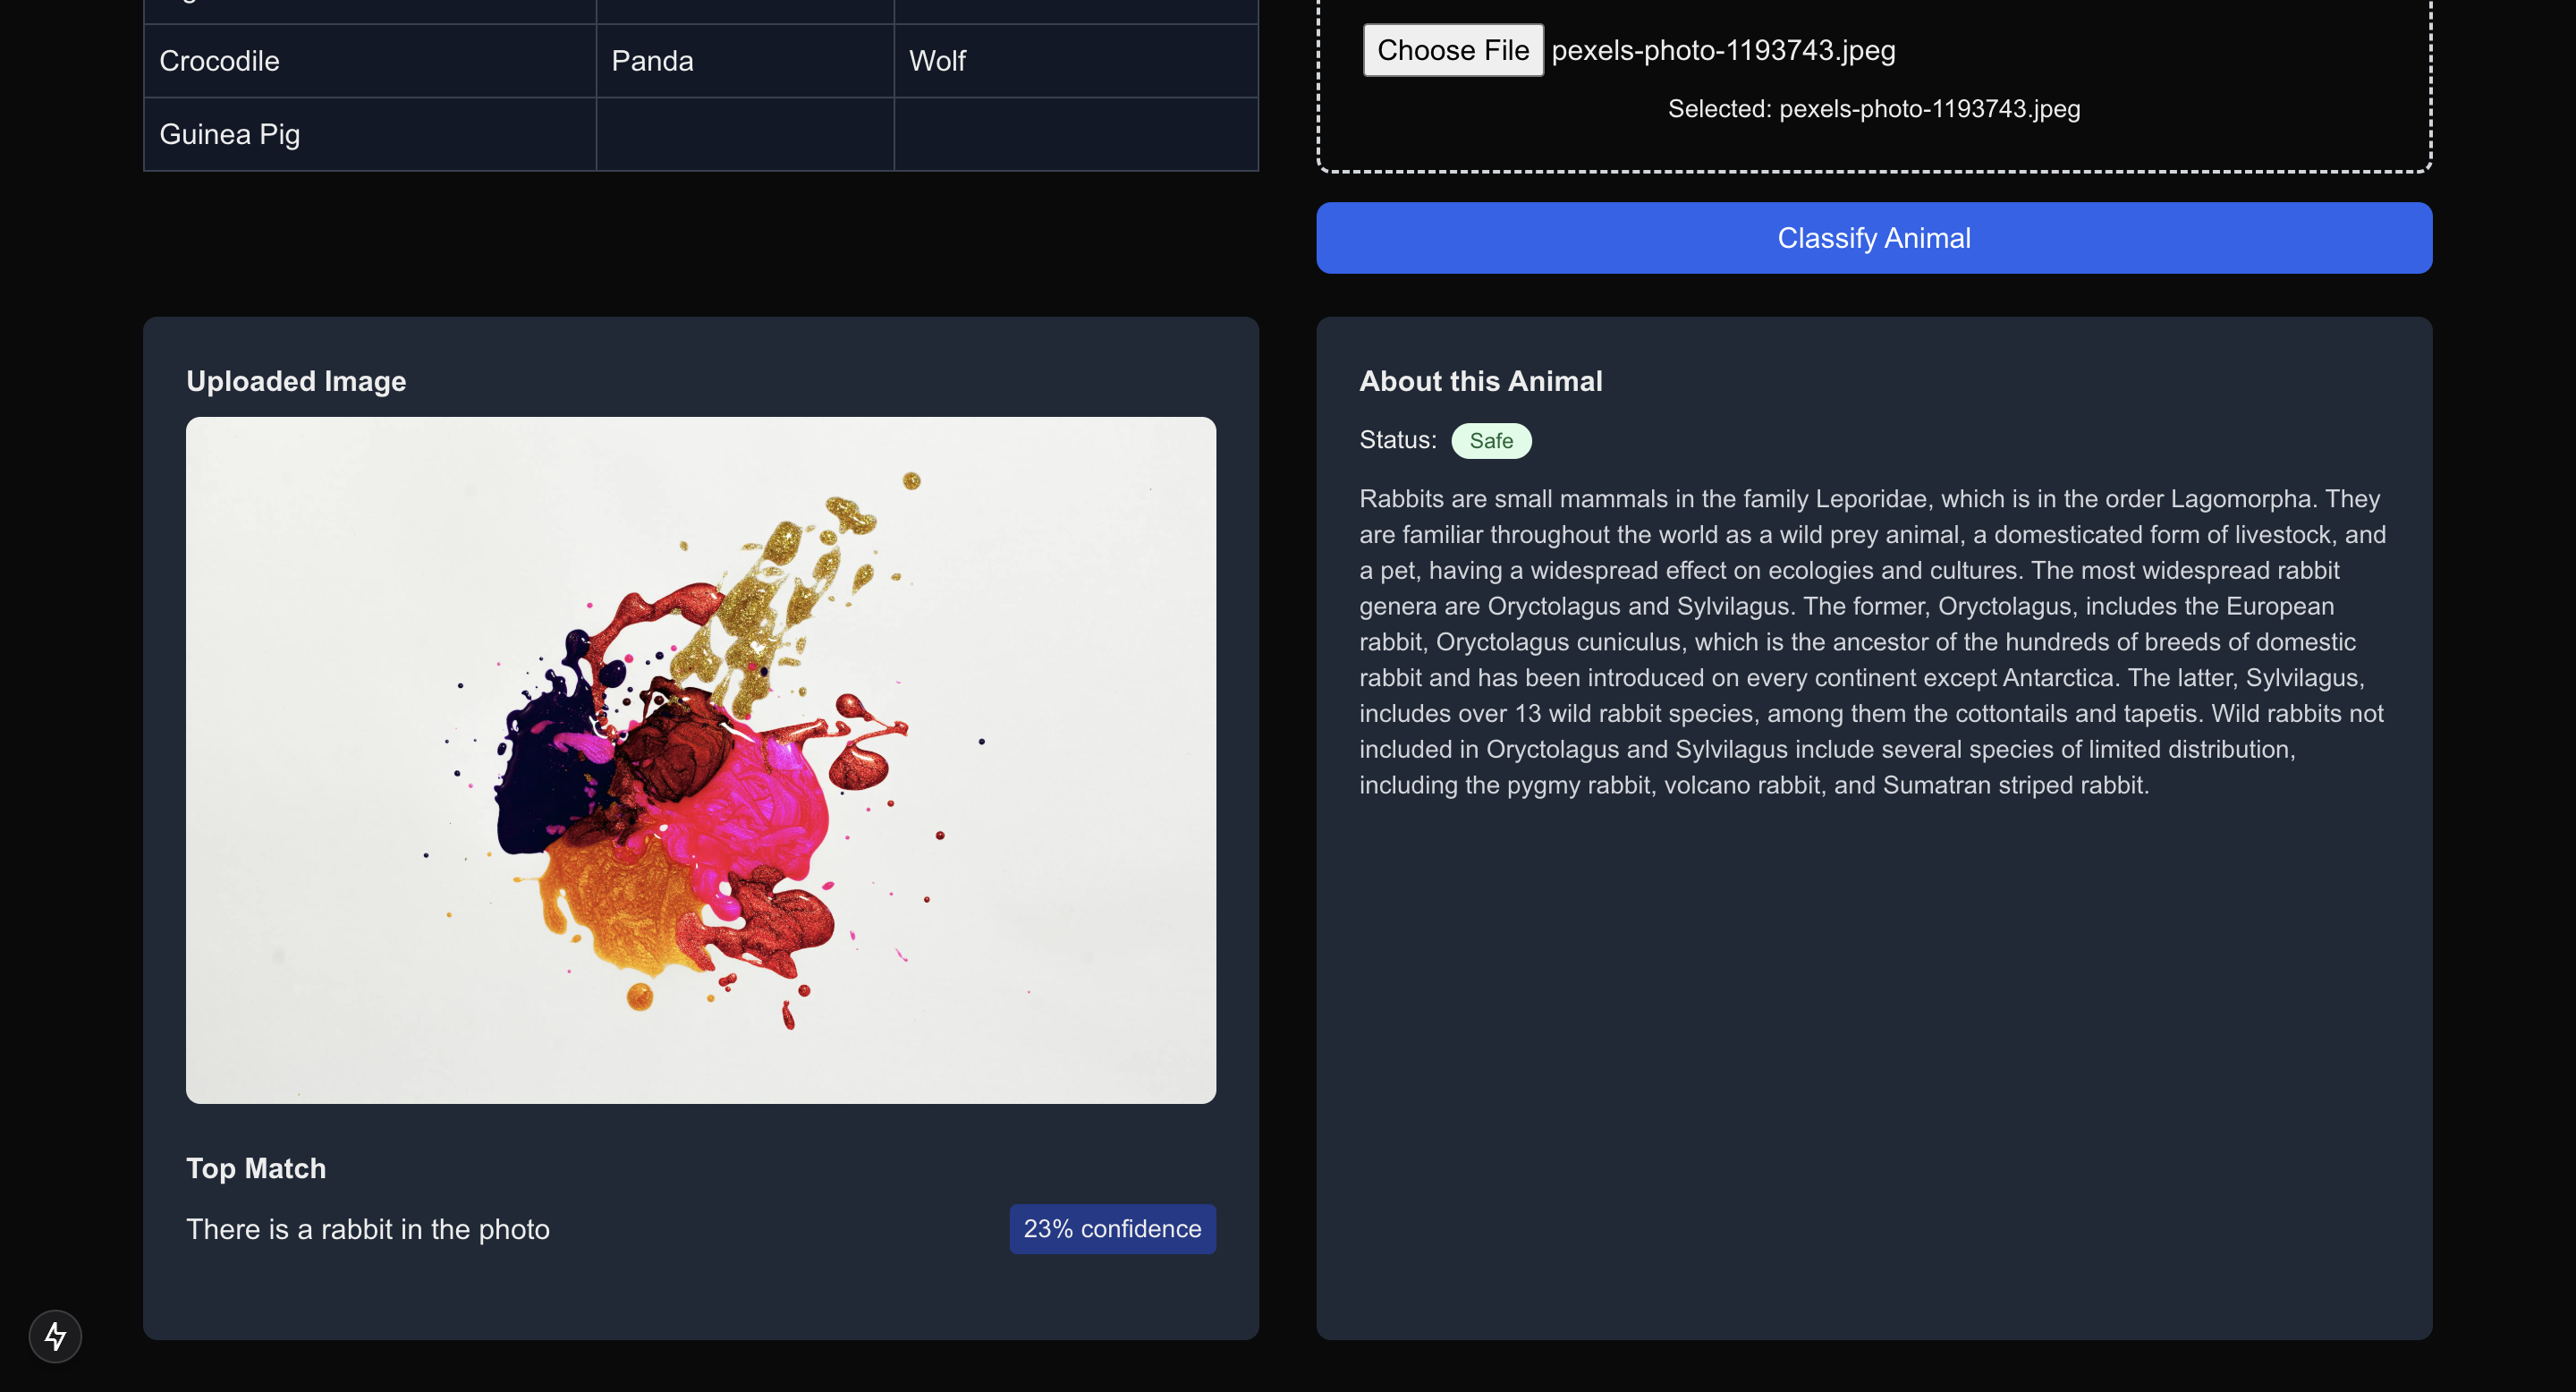 Crocodile Panda Wolf
Guinea Pig
Choose File pexels-photo-1193743.jpeg
Selected: pexels-photo-1193743.jpeg
Classify Animal
Uploaded Image
Top Match
There is a rabbit in the photo 23% confidence
About this Animal
Status: Safe
Rabbits are small mammals in the family Leporidae, which is in the order Lagomorpha. They
are familiar throughout the world as a wild prey animal, a domesticated form of livestock, and
a pet, having a widespread effect on ecologies and cultures. The most widespread rabbit
genera are Oryctolagus and Sylvilagus. The former, Oryctolagus, includes the European
rabbit, Oryctolagus cuniculus, which is the ancestor of the hundreds of breeds of domestic
rabbit and has been introduced on every continent except Antarctica. The latter, Sylvilagus,
includes over 13 wild rabbit species, among them the cottontails and tapetis. Wild rabbits not
included in Oryctolagus and Sylvilagus include several species of limited distribution,
including the pygmy rabbit, volcano rabbit, and Sumatran striped rabbit.